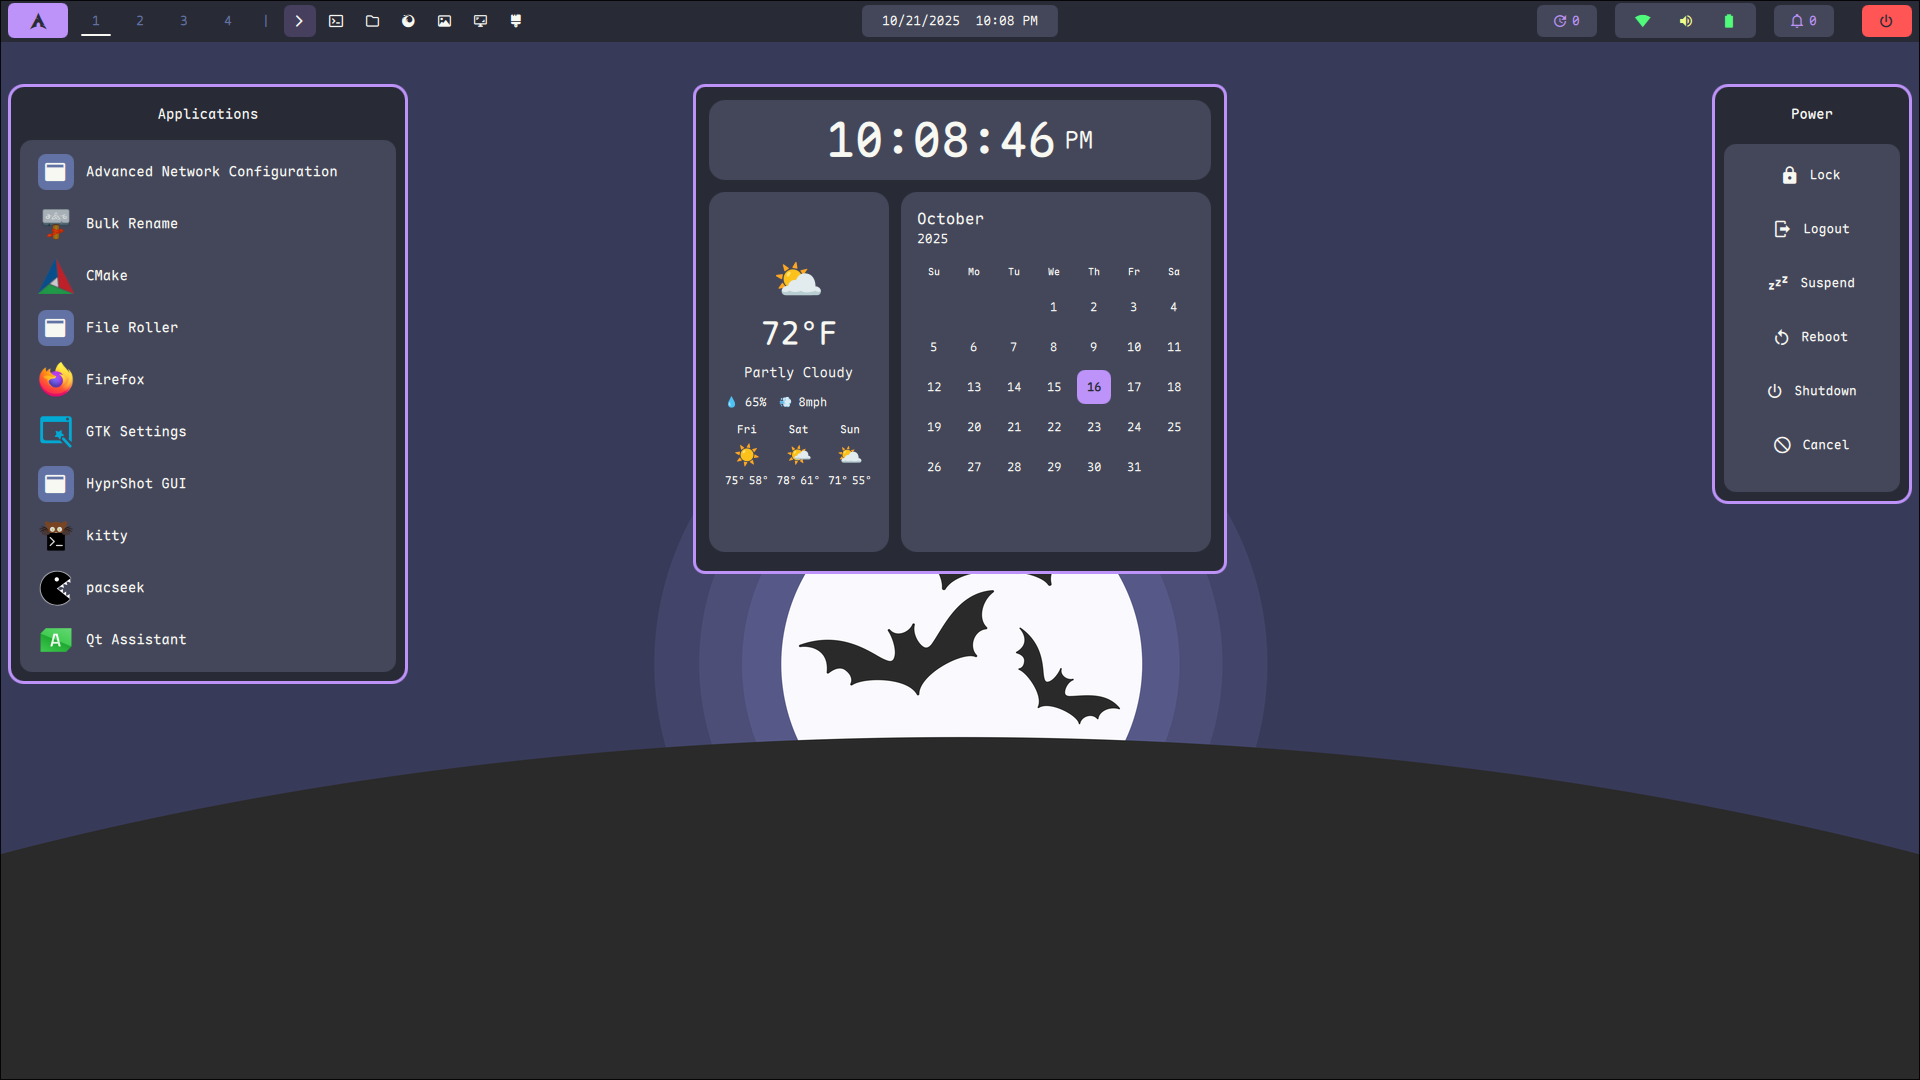 1 2 3 4 |
10/21/2025 10:08 PM
0
0
Applications
Advanced Network Configuration
Bulk Rename
CMake
File Roller
Firefox
GTK Settings
HyprShot GUI
kitty
pacseek
Qt Assistant
10:08:46 PM
72°F
Partly Cloudy
65% 8mph
Fri Sat Sun
75° 58° 78° 61° 71° 55°
October
2025
Su Mo Tu We Th Fr Sa
1 2 3 4
5 6 7 8 9 10 11
12 13 14 15 16 17 18
19 20 21 22 23 24 25
26 27 28 29 30 31
Power
Lock
Logout
zzz Suspend
Reboot
Shutdown
Cancel